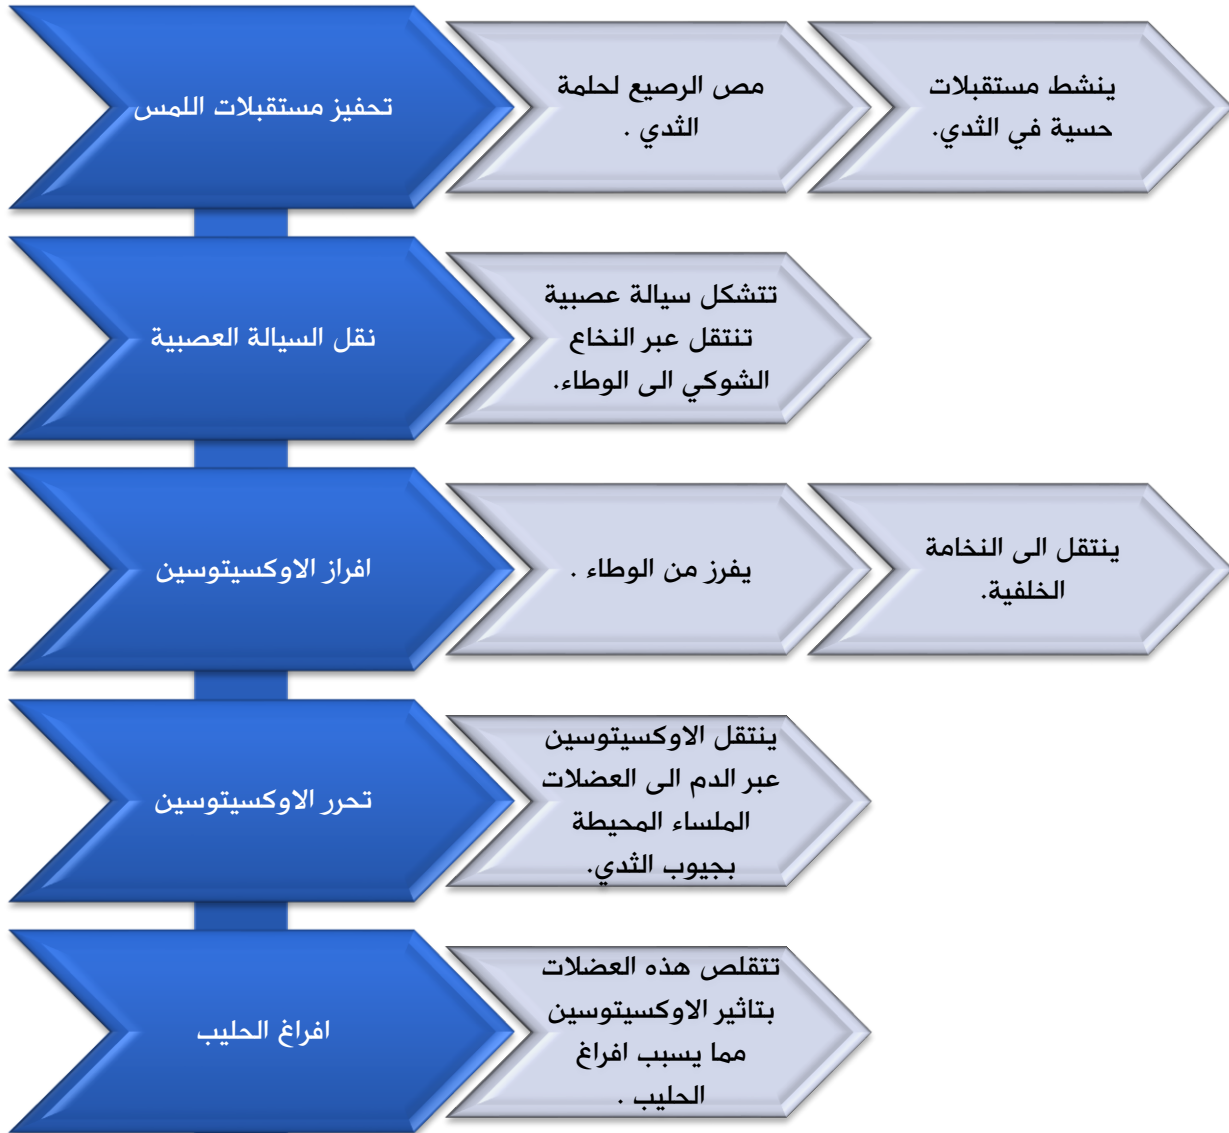 تحفيز مستقبلات اللمس
مص الرضيع لحلمة
الثدي .
ينشط مستقبلات
حسية في الثدي.
نقل السيالة العصبية
تتشكل سيالة عصبية
تنتقل عبر النخاع
الشوكي الى الوطاء.
افراز الاوكسيتوسين
يفرز من الوطاء .
ينتقل الى النخامة
الخلفية.
تحرر الاوكسيتوسين
ينتقل الاوكسيتوسين
عبر الدم الى العضلات
الملساء المحيطة
بجيوب الثدي.
افراغ الحليب
تتقلص هذه العضلات
بتاثير الاوكسيتوسين
مما يسبب افراغ
الحليب .